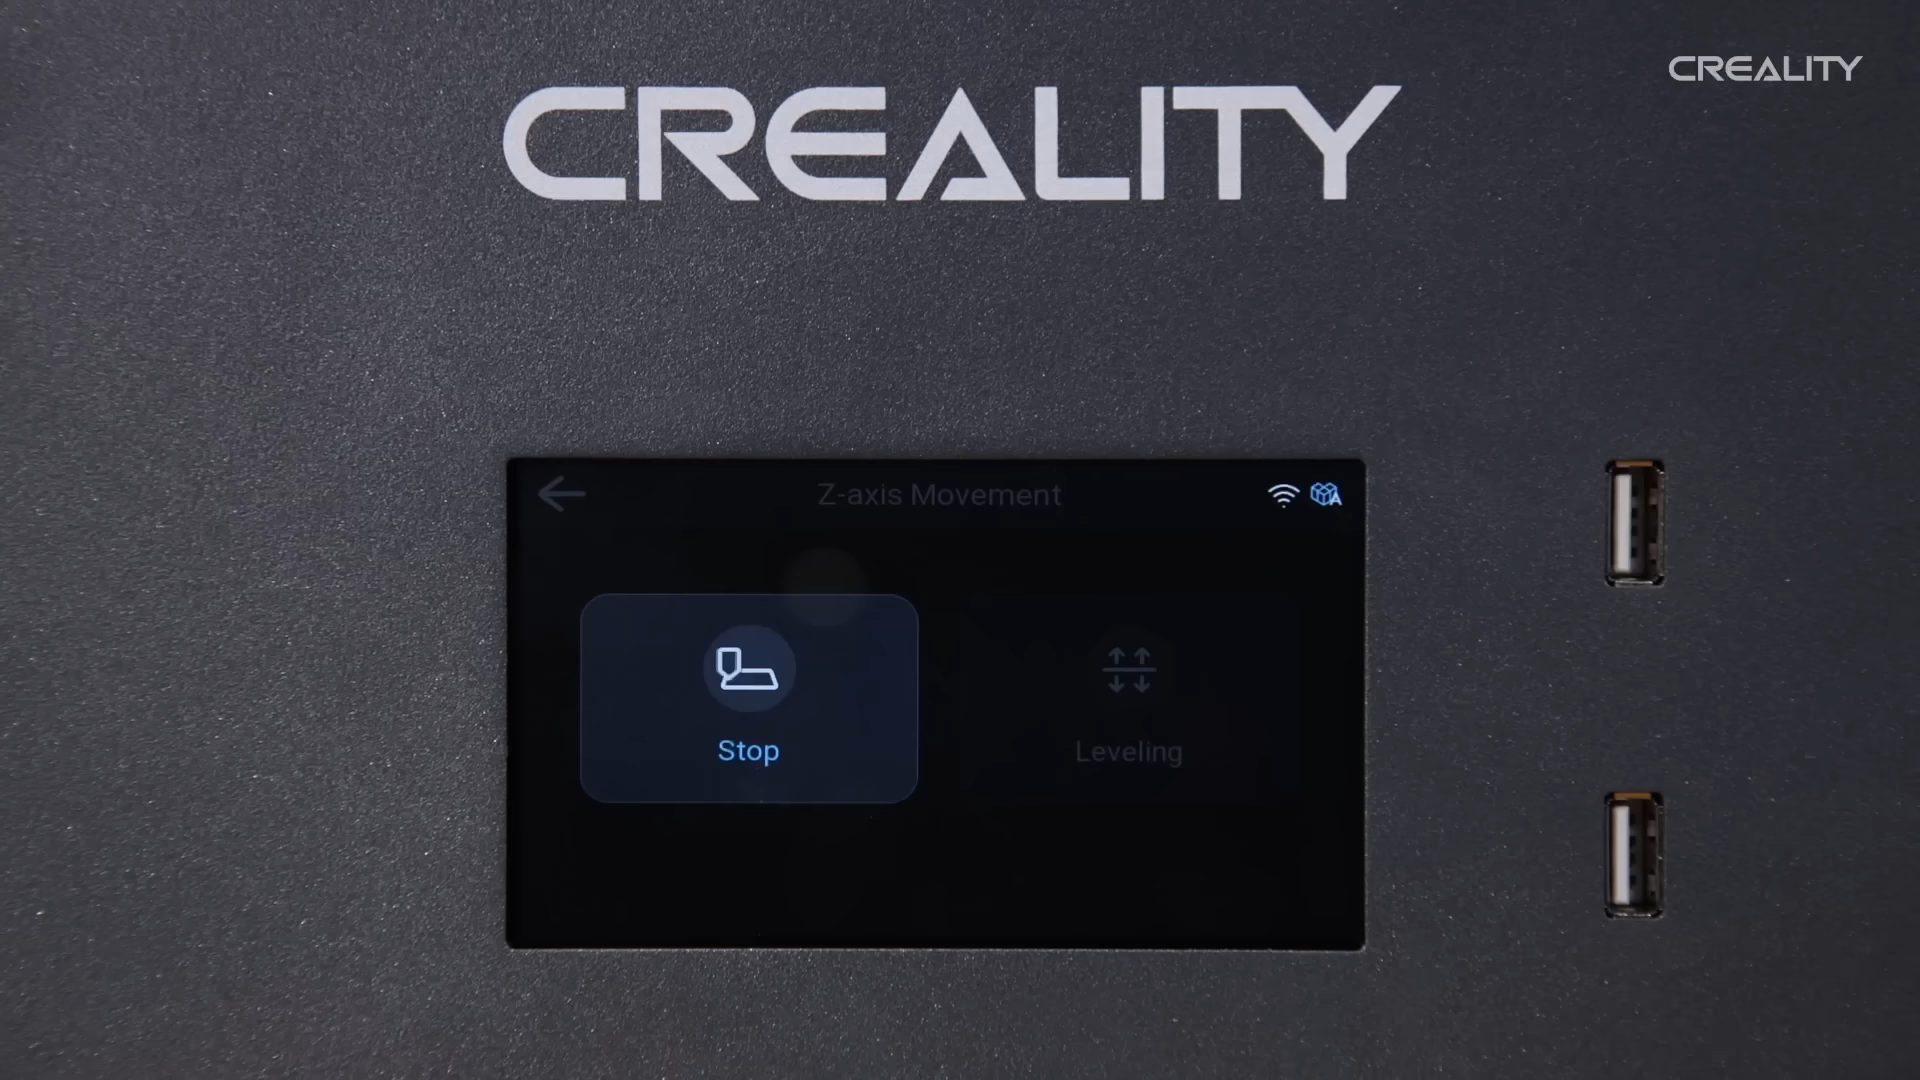 CREALITY
CREALITY
Z-axis Movement
A
Stop
Leveling